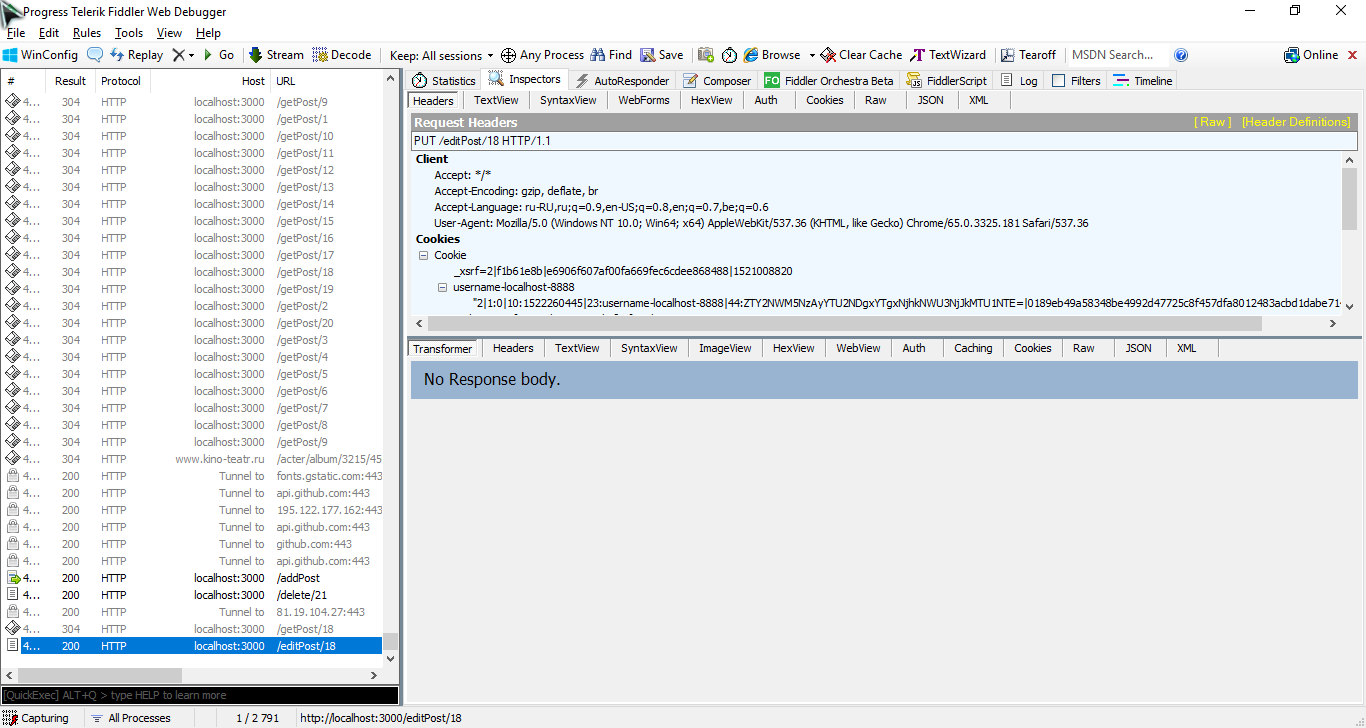 Progress Telerik Fiddler Web Debugger
File Edit Rules Tools View Help
WinConfig Replay Go Stream Decode Keep: All sessions Any Process Find Save Browse Clear Cache TextWizard Tearoff MSDN Search... Online
# Result Protocol Host URL
4... 304 HTTP localhost:3000 /getPost/9
4... 304 HTTP localhost:3000 /getPost/1
4... 304 HTTP localhost:3000 /getPost/10
4... 304 HTTP localhost:3000 /getPost/11
4... 304 HTTP localhost:3000 /getPost/12
4... 304 HTTP localhost:3000 /getPost/13
4... 304 HTTP localhost:3000 /getPost/14
4... 304 HTTP localhost:3000 /getPost/15
4... 304 HTTP localhost:3000 /getPost/16
4... 304 HTTP localhost:3000 /getPost/17
4... 304 HTTP localhost:3000 /getPost/18
4... 304 HTTP localhost:3000 /getPost/19
4... 304 HTTP localhost:3000 /getPost/2
4... 304 HTTP localhost:3000 /getPost/20
4... 304 HTTP localhost:3000 /getPost/3
4... 304 HTTP localhost:3000 /getPost/4
4... 304 HTTP localhost:3000 /getPost/5
4... 304 HTTP localhost:3000 /getPost/6
4... 304 HTTP localhost:3000 /getPost/7
4... 304 HTTP localhost:3000 /getPost/8
4... 304 HTTP localhost:3000 /getPost/9
4... 304 HTTP www.kino-teatr.ru /acter/album/3215/45
4... 200 HTTP Tunnel to fonts.gstatic.com:443
4... 200 HTTP Tunnel to api.github.com:443
4... 200 HTTP Tunnel to 195.122.177.162:443
4... 200 HTTP Tunnel to api.github.com:443
4... 200 HTTP Tunnel to github.com:443
4... 200 HTTP Tunnel to api.github.com:443
4... 200 HTTP localhost:3000 /addPost
4... 200 HTTP localhost:3000 /delete/21
4... 200 HTTP Tunnel to 81.19.104.27:443
4... 304 HTTP localhost:3000 /getPost/18
4... 200 HTTP localhost:3000 /editPost/18
[QuickExec] ALT+Q > type HELP to learn more
Statistics Inspectors AutoResponder Composer FO Fiddler Orchestra Beta FiddlerScript Log Filters Timeline
Headers TextView SyntaxView WebForms HexView Auth Cookies Raw JSON XML
Request Headers [ Raw ] [Header Definitions]
PUT /editPost/18 HTTP/1.1
Client
Accept: */*
Accept-Encoding: gzip, deflate, br
Accept-Language: ru-RU,ru;q=0.9,en-US;q=0.8,en;q=0.7,be;q=0.6
User-Agent: Mozilla/5.0 (Windows NT 10.0; Win64; x64) AppleWebKit/537.36 (KHTML, like Gecko) Chrome/65.0.3325.181 Safari/537.36
Cookies
Cookie
_xsrf=2|f1b61e8b|e6906f607af00fa669fec6cdee868488|1521008820
username-localhost-8888
"2|1:0|10:1522260445|23:username-localhost-8888|44:ZTY2NWM5NzAyYTU2NDgxYTgxNjhkNWU3NjJkMTU1NTE=|0189eb49a58348be4992d47725c8f457dfa8012483acbd1dabe714
Transformer Headers TextView SyntaxView ImageView HexView WebView Auth Caching Cookies Raw JSON XML
No Response body.
Capturing All Processes 1 / 2 791 http://localhost:3000/editPost/18